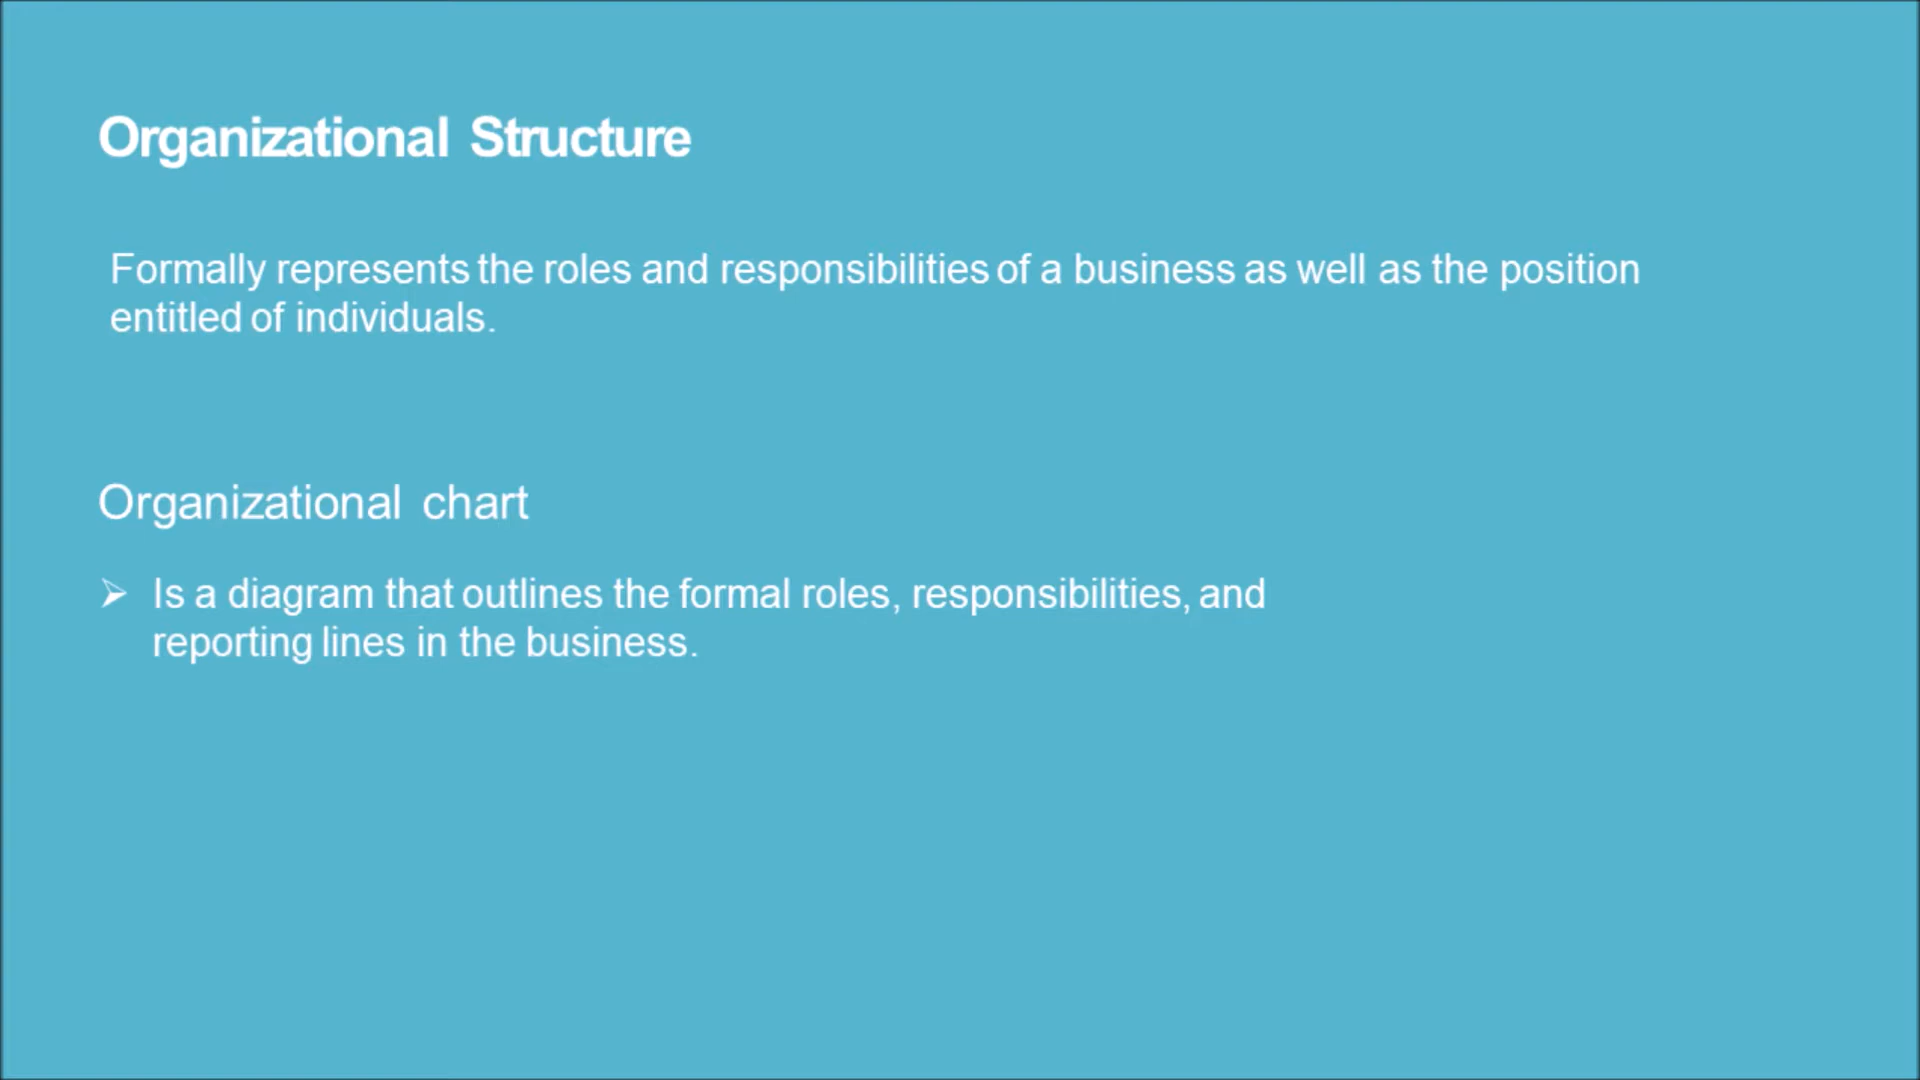 Organizational Structure
Formally represents the roles and responsibilities of a business as well as the position
entitled of individuals.
Organizational chart
➢ Is a diagram that outlines the formal roles, responsibilities, and
reporting lines in the business.